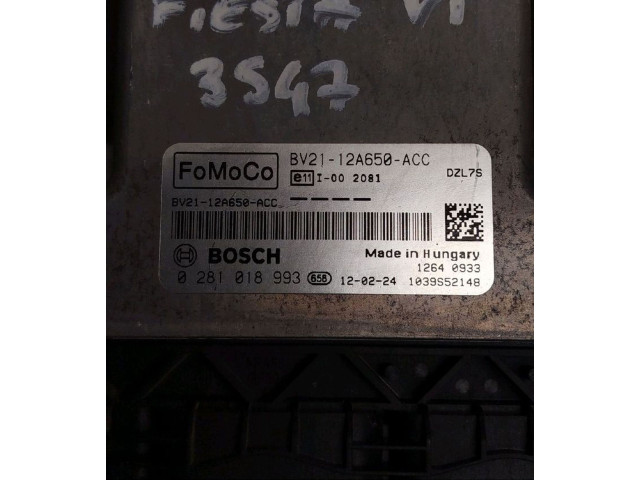 FiESTA VI
3547
FoMoCo
BV21-12A650-ACC
e11 I-00 2081
DZL7S
BV21-12A650-ACC
BOSCH
Made in Hungary
1264 0933
0 281 018 993 658 12-02-24 1039S52148